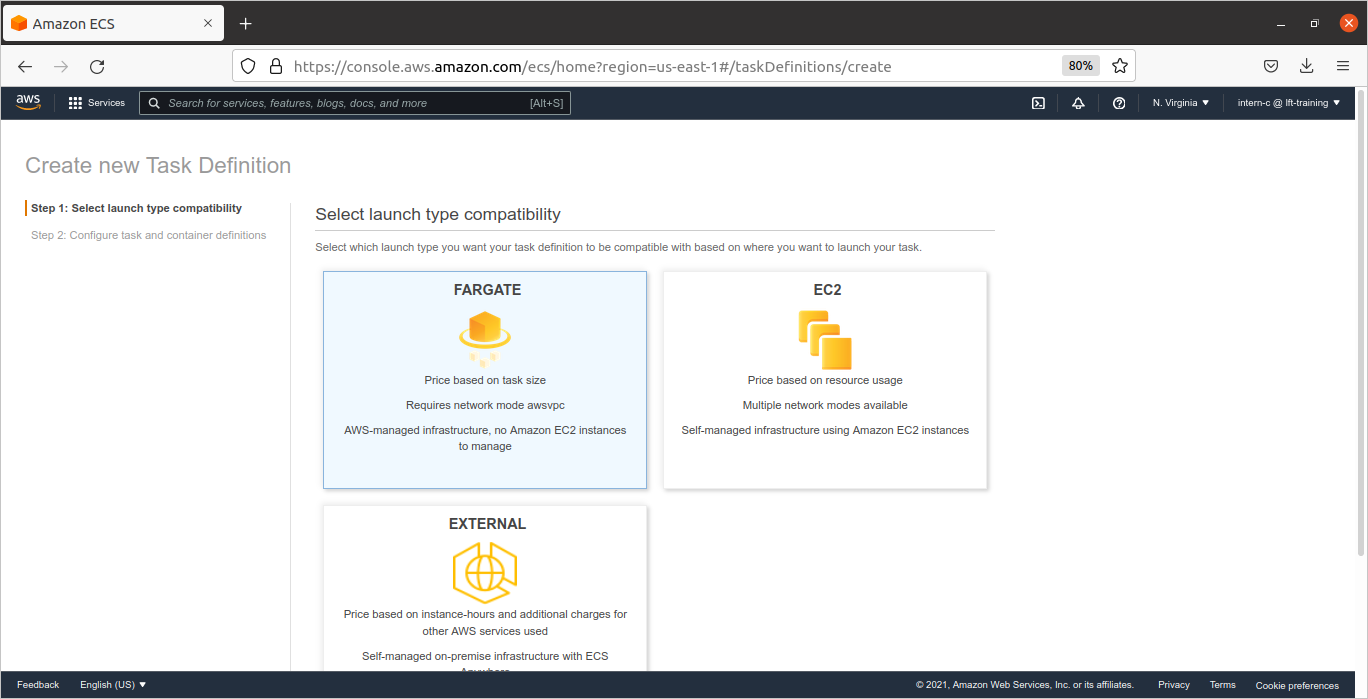 Amazon ECS
https://console.aws.amazon.com/ecs/home?region=us-east-1#/taskDefinitions/create
80%
aws
Services
Search for services, features, blogs, docs, and more
[Alt+S]
N. Virginia
intern-c @ lft-training
Create new Task Definition
Step 1: Select launch type compatibility
Step 2: Configure task and container definitions
Select launch type compatibility
Select which launch type you want your task definition to be compatible with based on where you want to launch your task.
FARGATE
Price based on task size
Requires network mode awsvpc
AWS-managed infrastructure, no Amazon EC2 instances
to manage
EC2
Price based on resource usage
Multiple network modes available
Self-managed infrastructure using Amazon EC2 instances
EXTERNAL
Price based on instance-hours and additional charges for
other AWS services used
Self-managed on-premise infrastructure with ECS
Anywhere
Feedback
English (US)
© 2021, Amazon Web Services, Inc. or its affiliates.
Privacy
Terms
Cookie preferences